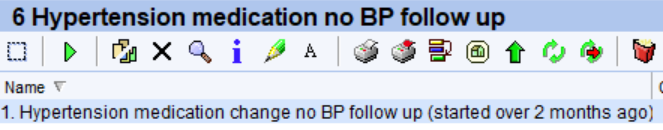 6 Hypertension medication no BP follow up
A
Name
1. Hypertension medication change no BP follow up (started over 2 months ago)